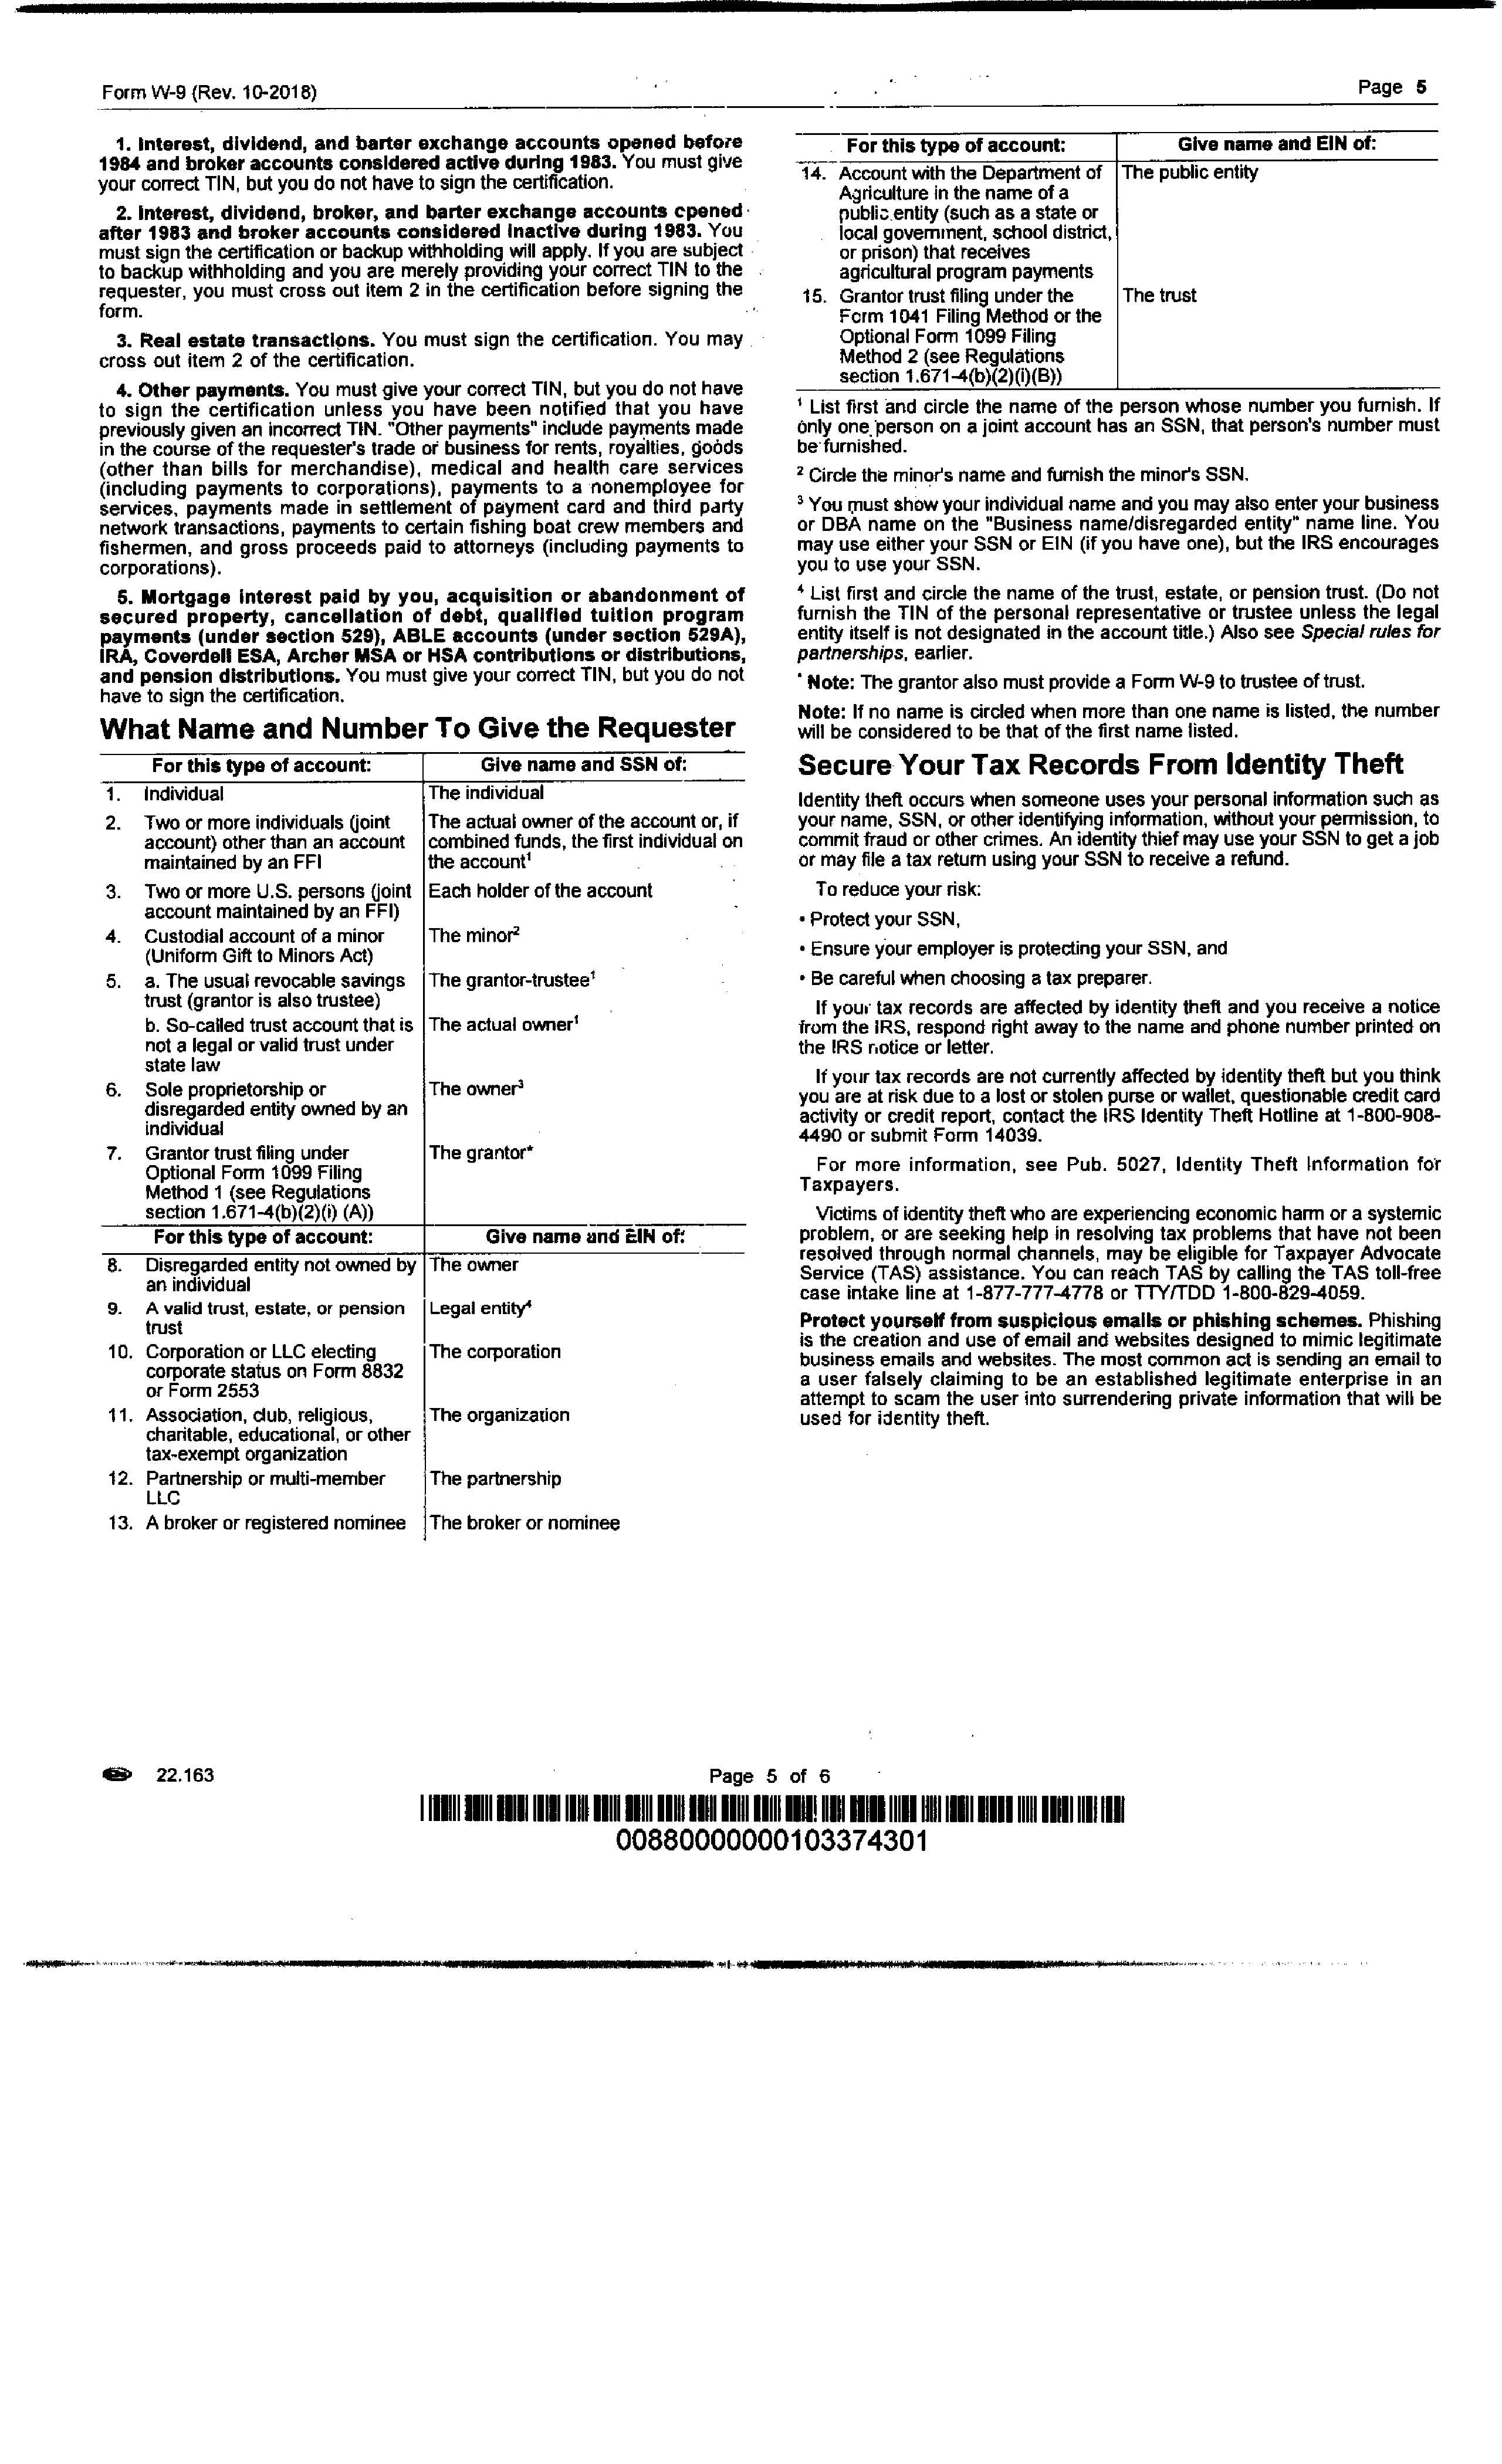 Form W-9 (Rev. 10-2018)
Page 5
1. Interest, dividend, and barter exchange accounts opened before
1984 and broker accounts considered active during 1983. You must give
your correct TIN, but you do not have to sign the certification.
2. Interest, dividend, broker, and barter exchange accounts opened
after 1983 and broker accounts considered inactive during 1983. You
must sign the certification or backup withholding will apply. If you are subject
to backup withholding and you are merely providing your correct TIN to the
requester, you must cross out item 2 in the certification before signing the
form.
3. Real estate transactions. You must sign the certification. You may
cross out item 2 of the certification.
4. Other payments. You must give your correct TIN, but you do not have
to sign the certification unless you have been notified that you have
previously given an incorrect TIN. "Other payments" include payments made
in the course of the requester's trade or business for rents, royalties, goods
(other than bills for merchandise), medical and health care services
(including payments to corporations), payments to a nonemployee for
services, payments made in settlement of payment card and third party
network transactions, payments to certain fishing boat crew members and
fishermen, and gross proceeds paid to attorneys (including payments to
corporations).
5. Mortgage interest paid by you, acquisition or abandonment of
secured property, cancellation of debt, qualified tuition program
payments (under section 529), ABLE accounts (under section 529A),
IRA, Coverdell ESA, Archer MSA or HSA contributions or distributions,
and pension distributions. You must give your correct TIN, but you do not
have to sign the certification.
What Name and Number To Give the Requester
For this type of account: Give name and SSN of:
1. Individual The individual
2. Two or more individuals (joint The actual owner of the account or, if
account) other than an account combined funds, the first individual on
maintained by an FFI the account¹
3. Two or more U.S. persons (joint Each holder of the account
account maintained by an FFI)
4. Custodial account of a minor The minor²
(Uniform Gift to Minors Act)
5. a. The usual revocable savings The grantor-trustee¹
trust (grantor is also trustee)
b. So-called trust account that is The actual owner¹
not a legal or valid trust under
state law
6. Sole proprietorship or The owner³
disregarded entity owned by an
individual
7. Grantor trust filing under The grantor*
Optional Form 1099 Filing
Method 1 (see Regulations
section 1.671-4(b)(2)(i) (A))
For this type of account: Give name and EIN of:
8. Disregarded entity not owned by The owner
an individual
9. A valid trust, estate, or pension Legal entity⁴
trust
10. Corporation or LLC electing The corporation
corporate status on Form 8832
or Form 2553
11. Association, club, religious, The organization
charitable, educational, or other
tax-exempt organization
12. Partnership or multi-member The partnership
LLC
13. A broker or registered nominee The broker or nominee
For this type of account: Give name and EIN of:
14. Account with the Department of The public entity
Agriculture in the name of a
public entity (such as a state or
local government, school district,
or prison) that receives
agricultural program payments
15. Grantor trust filing under the The trust
Form 1041 Filing Method or the
Optional Form 1099 Filing
Method 2 (see Regulations
section 1.671-4(b)(2)(i)(B))
¹ List first and circle the name of the person whose number you furnish. If
only one person on a joint account has an SSN, that person's number must
be furnished.
² Circle the minor's name and furnish the minor's SSN.
³ You must show your individual name and you may also enter your business
or DBA name on the "Business name/disregarded entity" name line. You
may use either your SSN or EIN (if you have one), but the IRS encourages
you to use your SSN.
⁴ List first and circle the name of the trust, estate, or pension trust. (Do not
furnish the TIN of the personal representative or trustee unless the legal
entity itself is not designated in the account title.) Also see Special rules for
partnerships, earlier.
* Note: The grantor also must provide a Form W-9 to trustee of trust.
Note: If no name is circled when more than one name is listed, the number
will be considered to be that of the first name listed.
Secure Your Tax Records From Identity Theft
Identity theft occurs when someone uses your personal information such as
your name, SSN, or other identifying information, without your permission, to
commit fraud or other crimes. An identity thief may use your SSN to get a job
or may file a tax return using your SSN to receive a refund.
To reduce your risk:
• Protect your SSN,
• Ensure your employer is protecting your SSN, and
• Be careful when choosing a tax preparer.
If your tax records are affected by identity theft and you receive a notice
from the IRS, respond right away to the name and phone number printed on
the IRS notice or letter.
If your tax records are not currently affected by identity theft but you think
you are at risk due to a lost or stolen purse or wallet, questionable credit card
activity or credit report, contact the IRS Identity Theft Hotline at 1-800-908-
4490 or submit Form 14039.
For more information, see Pub. 5027, Identity Theft Information for
Taxpayers.
Victims of identity theft who are experiencing economic harm or a systemic
problem, or are seeking help in resolving tax problems that have not been
resolved through normal channels, may be eligible for Taxpayer Advocate
Service (TAS) assistance. You can reach TAS by calling the TAS toll-free
case intake line at 1-877-777-4778 or TTY/TDD 1-800-829-4059.
Protect yourself from suspicious emails or phishing schemes. Phishing
is the creation and use of email and websites designed to mimic legitimate
business emails and websites. The most common act is sending an email to
a user falsely claiming to be an established legitimate enterprise in an
attempt to scam the user into surrendering private information that will be
used for identity theft.
22.163
Page 5 of 6
00880000000103374301